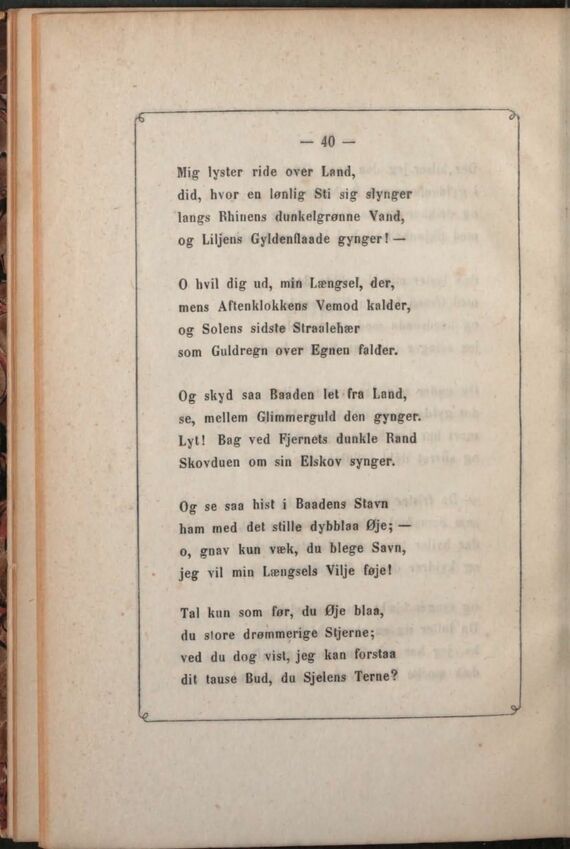 — 40 —
Mig lyster ride over Land,
did, hvor en lønlig Sti sig slynger
langs Rhinens dunkelgrønne Vand,
og Liljens Gyldenflaade gynger! —
O hvil dig ud, min Længsel, der,
mens Aftenklokkens Vemod kalder,
og Solens sidste Straalehær
som Guldregn over Egnen falder.
Og skyd saa Baaden let fra Land,
se, mellem Glimmerguld den gynger.
Lyt! Bag ved Fjernets dunkle Rand
Skovduen om sin Elskov synger.
Og se saa hist i Baadens Stavn
ham med det stille dybblaa Øje; —
o, gnav kun væk, du blege Savn,
jeg vil min Længsels Vilje føje!
Tal kun som før, du Øje blaa,
du store drømmerige Stjerne;
ved du dog vist, jeg kan forstaa
dit tause Bud, du Sjelens Terne?